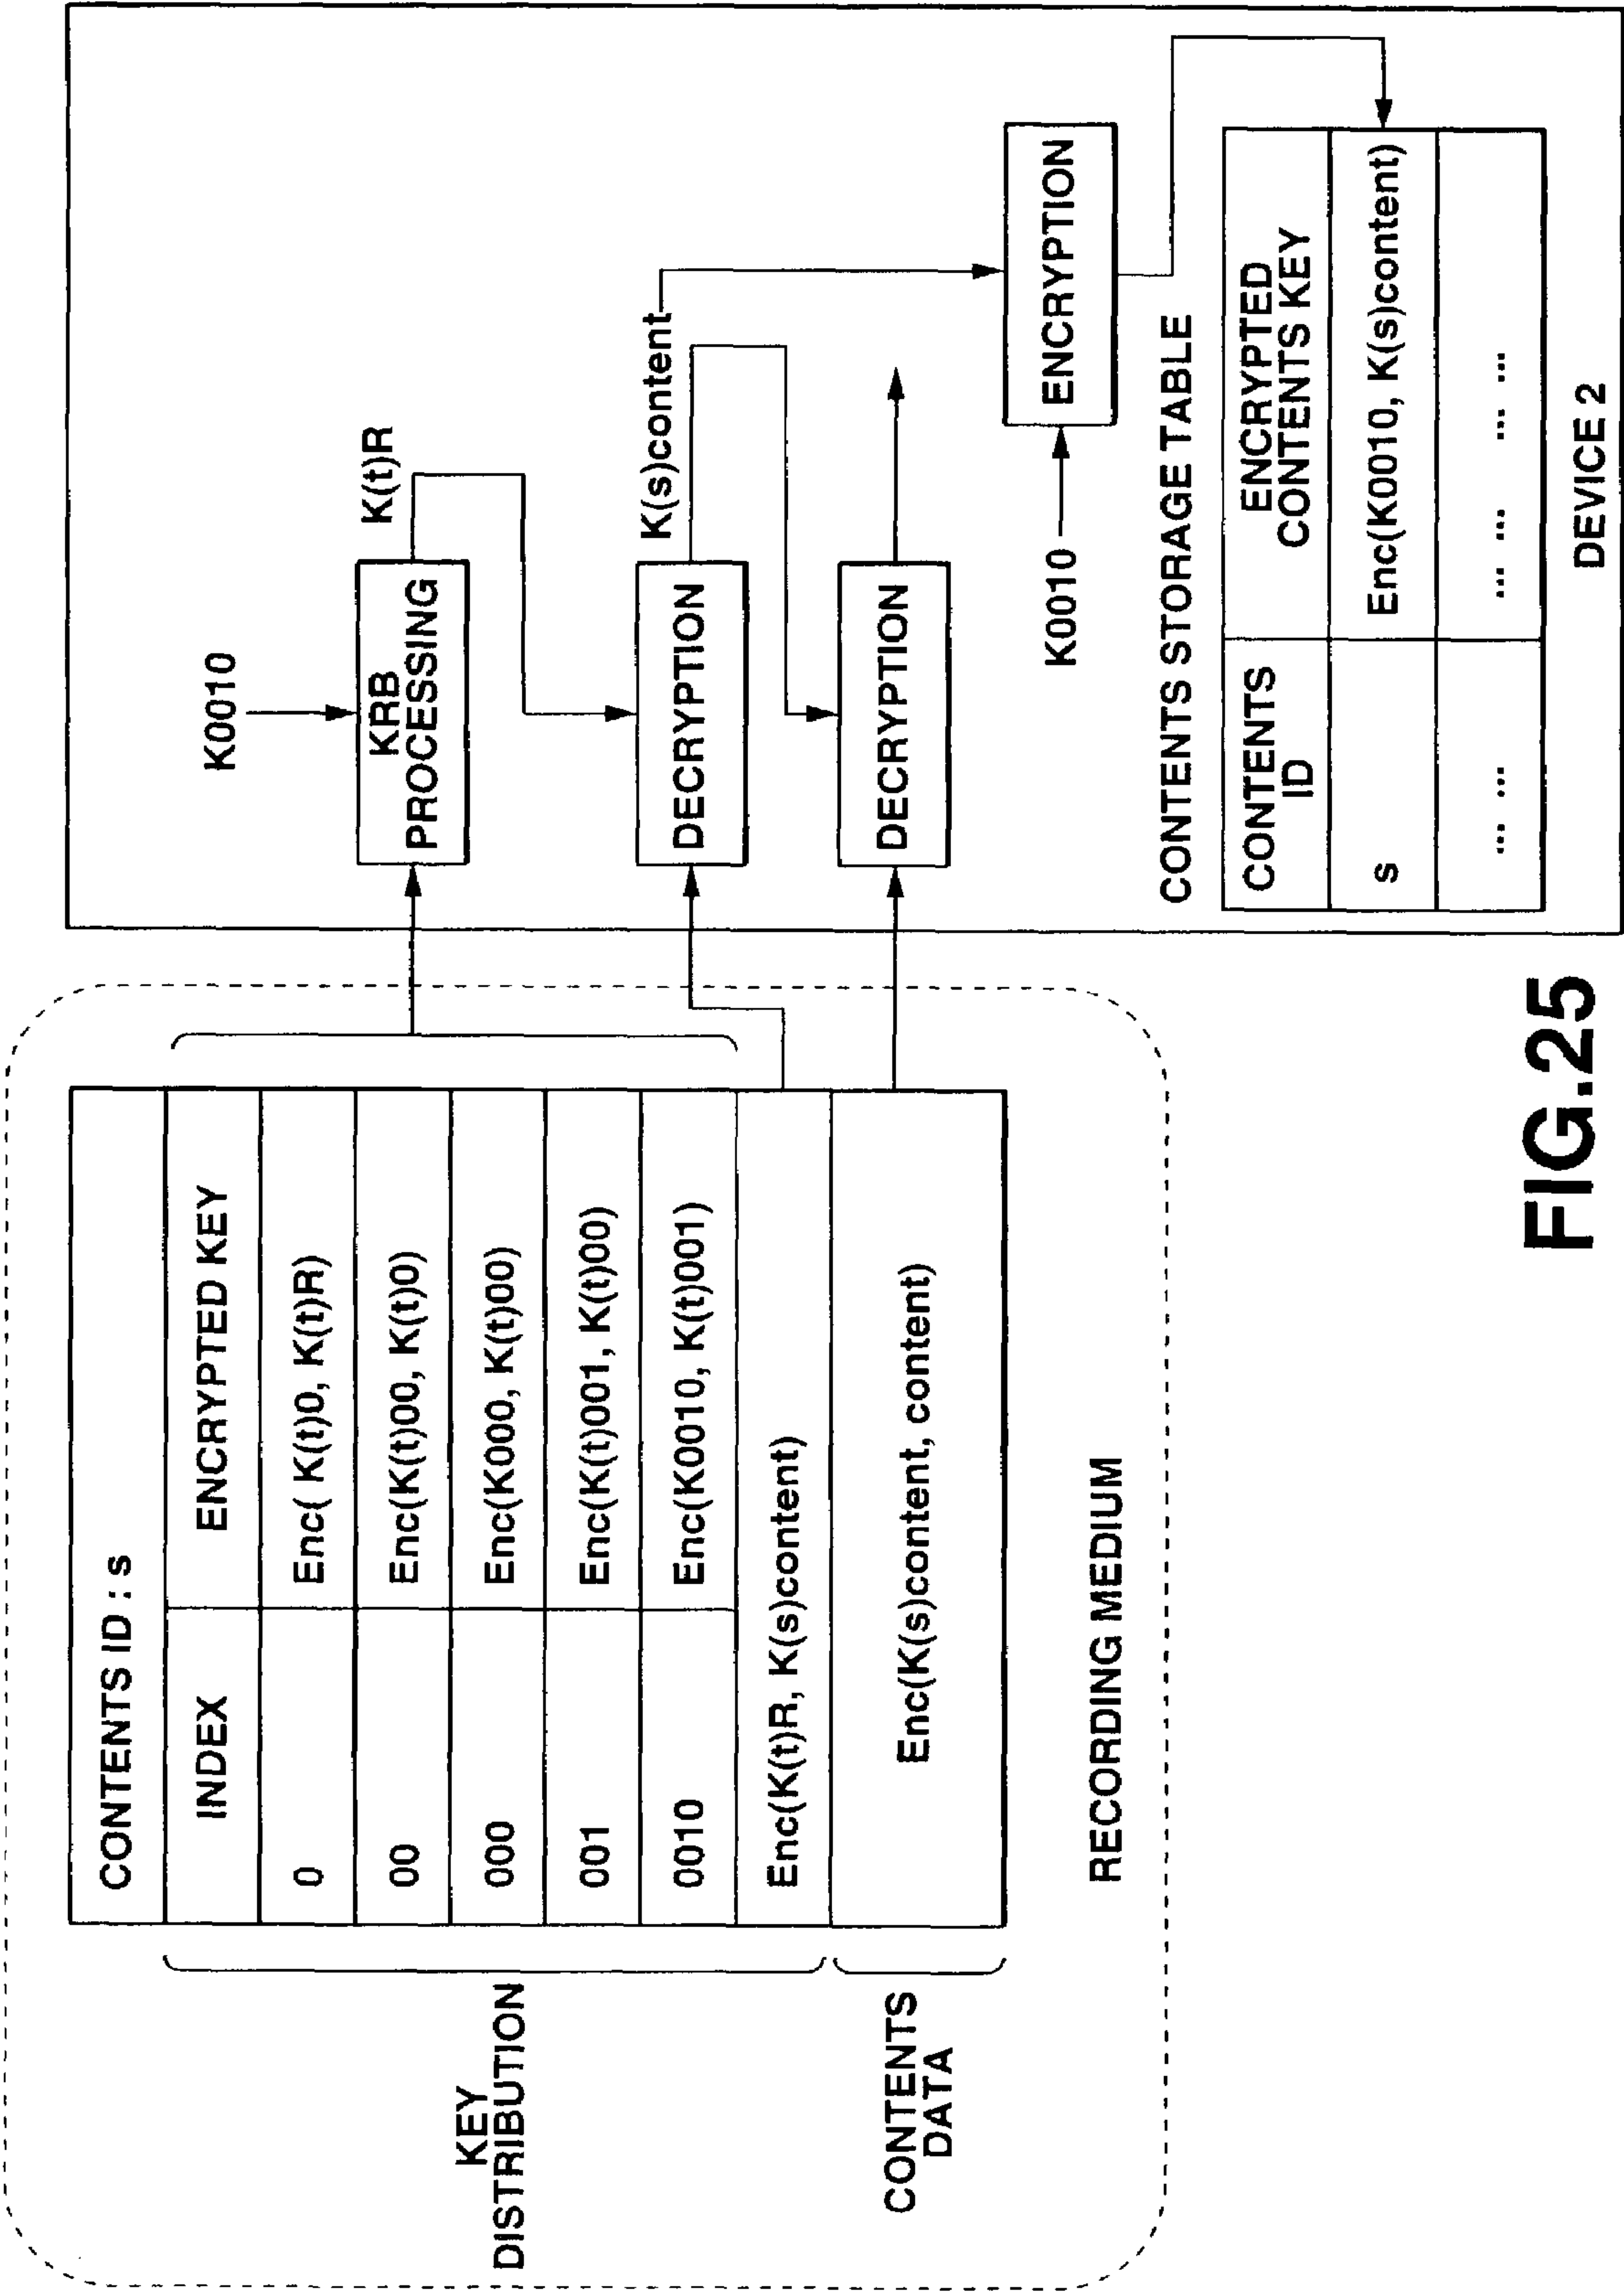 CONTENTS ID : s
INDEX
ENCRYPTED KEY
0
Enc( K(t)0, K(t)R)
00
Enc(K(t)00, K(t)0)
000
Enc(K000, K(t)00)
001
Enc(K(t)001, K(t)00)
0010
Enc(K0010, K(t)001)
Enc(K(t)R, K(s)content)
Enc(K(s)content, content)
KEY
DISTRIBUTION
CONTENTS
DATA
RECORDING MEDIUM
K0010
KRB
PROCESSING
K(t)R
DECRYPTION
K(s)content
DECRYPTION
K0010
ENCRYPTION
CONTENTS STORAGE TABLE
CONTENTS
ID
ENCRYPTED
CONTENTS KEY
s
Enc(K0010, K(s)content)
... ...
... ... ... ...
DEVICE 2
FIG.25